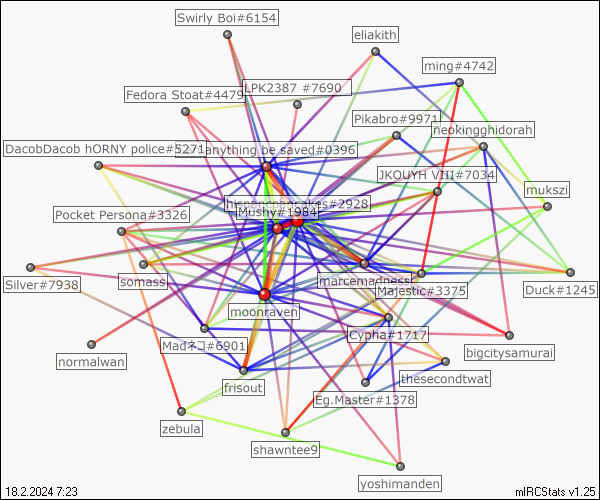 Swirly Boi#6154
eliakith
ming#4742
LPK2387 #7690
Fedora Stoat#4479
Pikabro#9971
neokingghidorah
DacobDacob hORNY police#5271
anything be saved#0396
JKOUYH VIII#7034
mukszi
hiepenepancakes#2928
Mushy#1984
Pocket Persona#3326
Silver#7938
somass
marcemadness
Majestic#3375
Duck#1245
moonraven
Cypha#1717
Madネコ#6901
bigcitysamurai
normalwan
frisout
thesecondtwat
Eg.Master#1378
zebula
shawntee9
yoshimanden
18.2.2024 7:23
mIRCStats v1.25